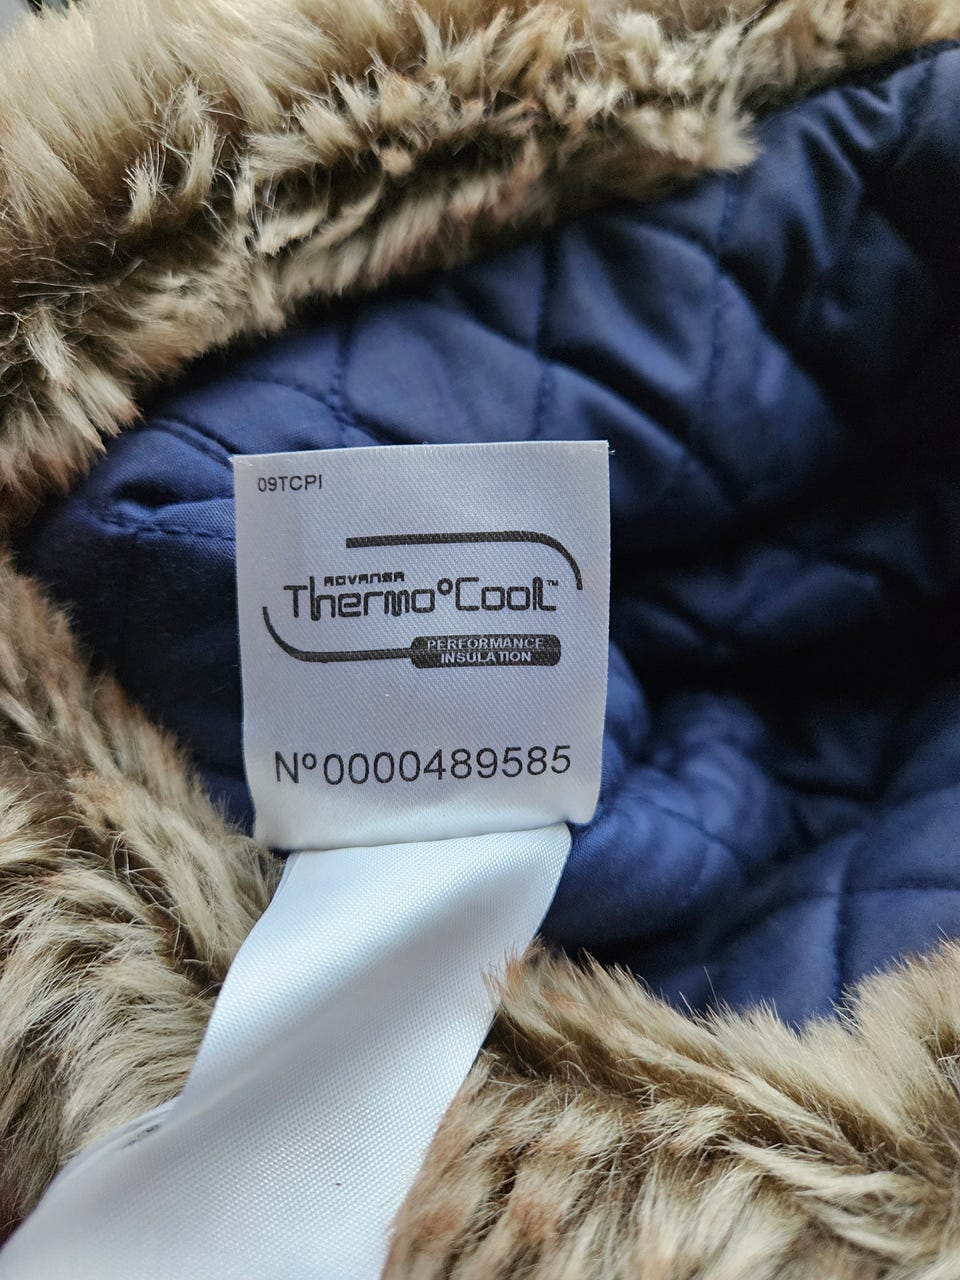 09TCPI
ADVANSA
Thermo°Cool™
PERFORMANCE
INSULATION
Nº0000489585